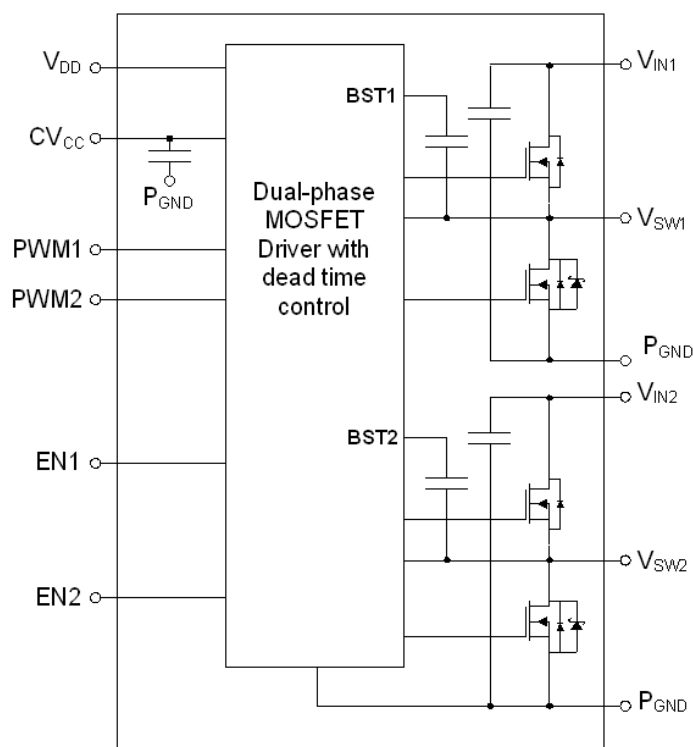 VDD
CVCC
PGND
PWM1
PWM2
EN1
EN2
Dual-phase
MOSFET
Driver with
dead time
control
BST1
BST2
VIN1
VSW1
PGND
VIN2
VSW2
PGND